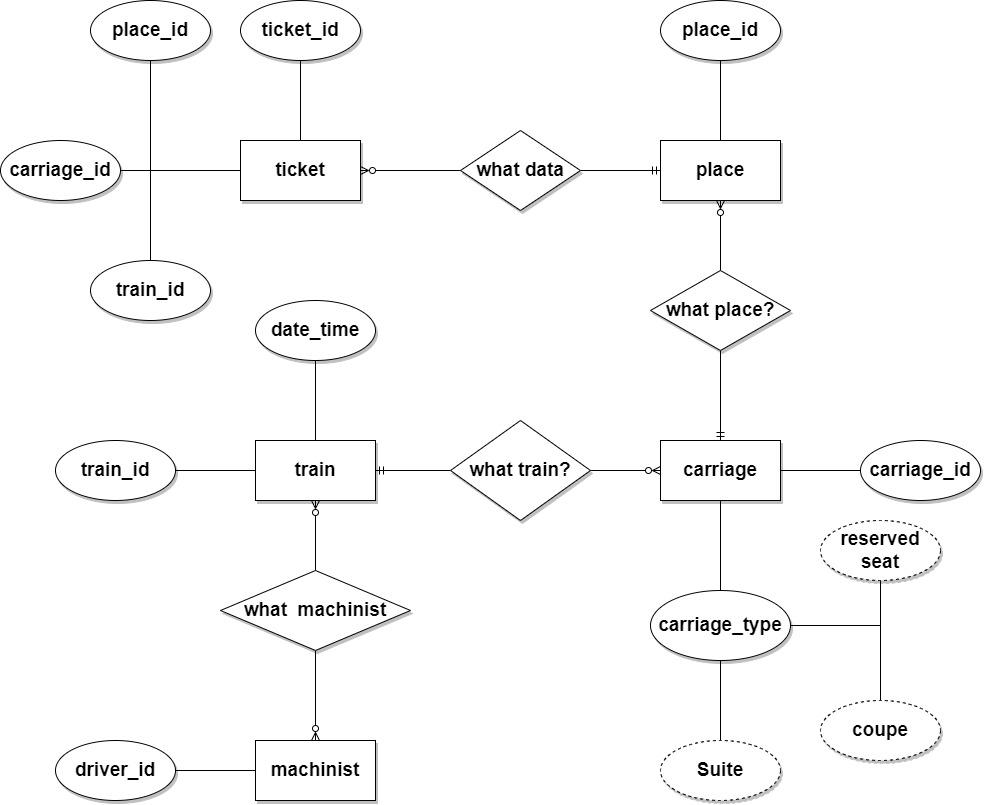 place_id
ticket_id
place_id
carriage_id
ticket
what data
place
train_id
what place?
date_time
train_id
train
what train?
carriage
carriage_id
reserved
seat
what  machinist
carriage_type
coupe
driver_id
machinist
Suite